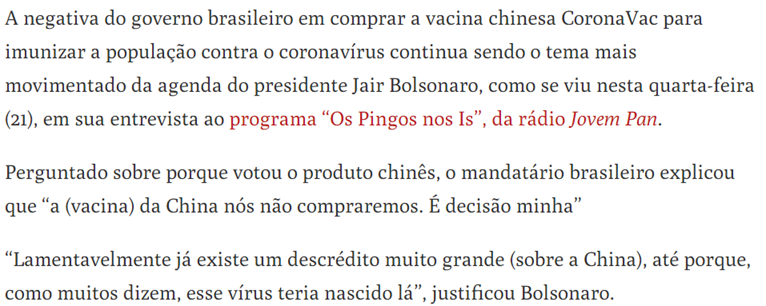 A negativa do governo brasileiro em comprar a vacina chinesa CoronaVac para
imunizar a população contra o coronavírus continua sendo o tema mais
movimentado da agenda do presidente Jair Bolsonaro, como se viu nesta quarta-feira
(21), em sua entrevista ao programa “Os Pingos nos Is”, da rádio Jovem Pan.
Perguntado sobre porque votou o produto chinês, o mandatário brasileiro explicou
que “a (vacina) da China nós não compraremos. É decisão minha”
“Lamentavelmente já existe um descrédito muito grande (sobre a China), até porque,
como muitos dizem, esse vírus teria nascido lá”, justificou Bolsonaro.